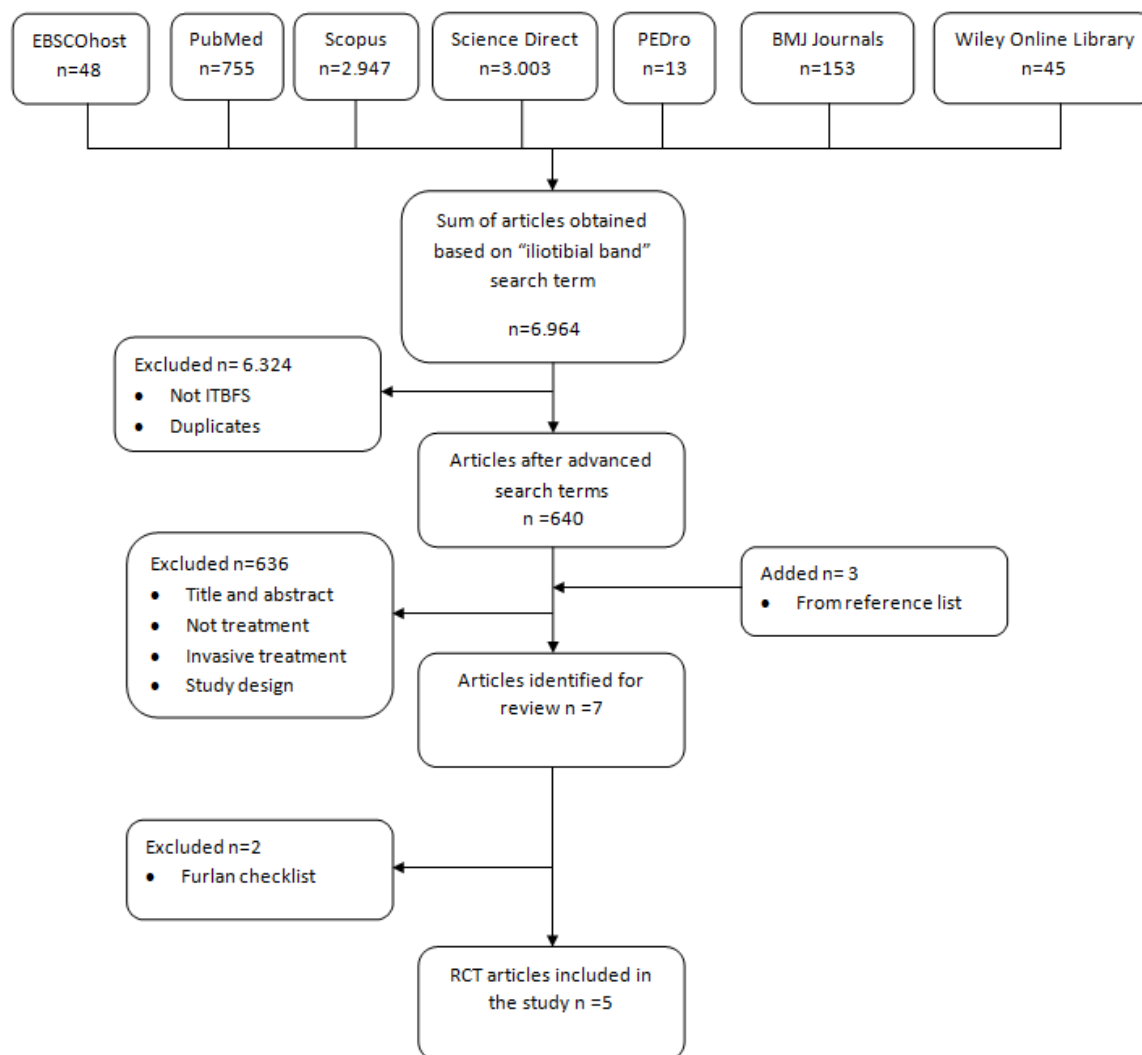 EBSCOhost
n=48
PubMed
n=755
Scopus
n=2.947
Science Direct
n=3.003
PEDro
n=13
BMJ Journals
n=153
Wiley Online Library
n=45
Sum of articles obtained
based on “iliotibial band”
search term
n=6.964
Excluded n= 6.324
• Not ITBFS
• Duplicates
Articles after advanced
search terms
n =640
Excluded n=636
• Title and abstract
• Not treatment
• Invasive treatment
• Study design
Added n= 3
• From reference list
Articles identified for
review n =7
Excluded n=2
• Furlan checklist
RCT articles included in
the study n =5